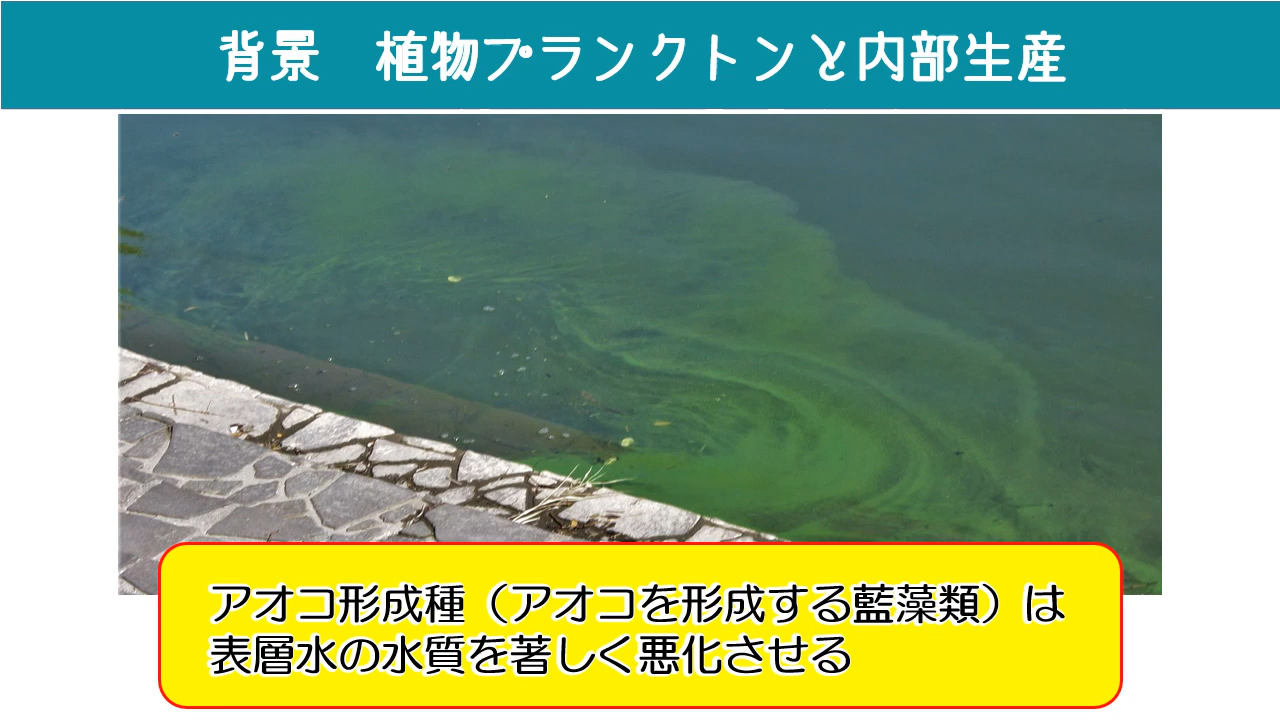 背景　植物プランクトンと内部生産
アオコ形成種（アオコを形成する藍藻類）は
表層水の水質を著しく悪化させる